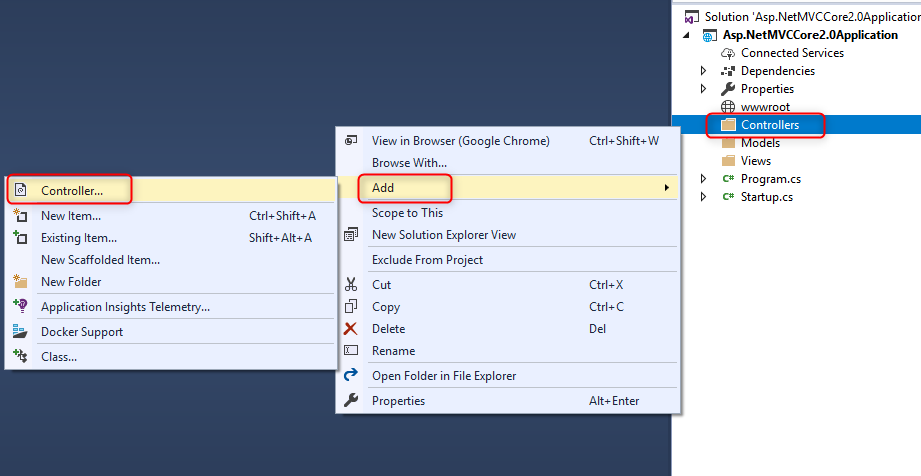 Solution 'Asp.NetMVCCore2.0Application'
Asp.NetMVCCore2.0Application
Connected Services
Dependencies
Properties
wwwroot
Controllers
Models
Views
C# Program.cs
C# Startup.cs
View in Browser (Google Chrome) Ctrl+Shift+W
Browse With...
Add
Scope to This
New Solution Explorer View
Exclude From Project
Cut Ctrl+X
Copy Ctrl+C
Delete Del
Rename
Open Folder in File Explorer
Properties Alt+Enter
Controller...
New Item... Ctrl+Shift+A
Existing Item... Shift+Alt+A
New Scaffolded Item...
New Folder
Application Insights Telemetry...
Docker Support
Class...